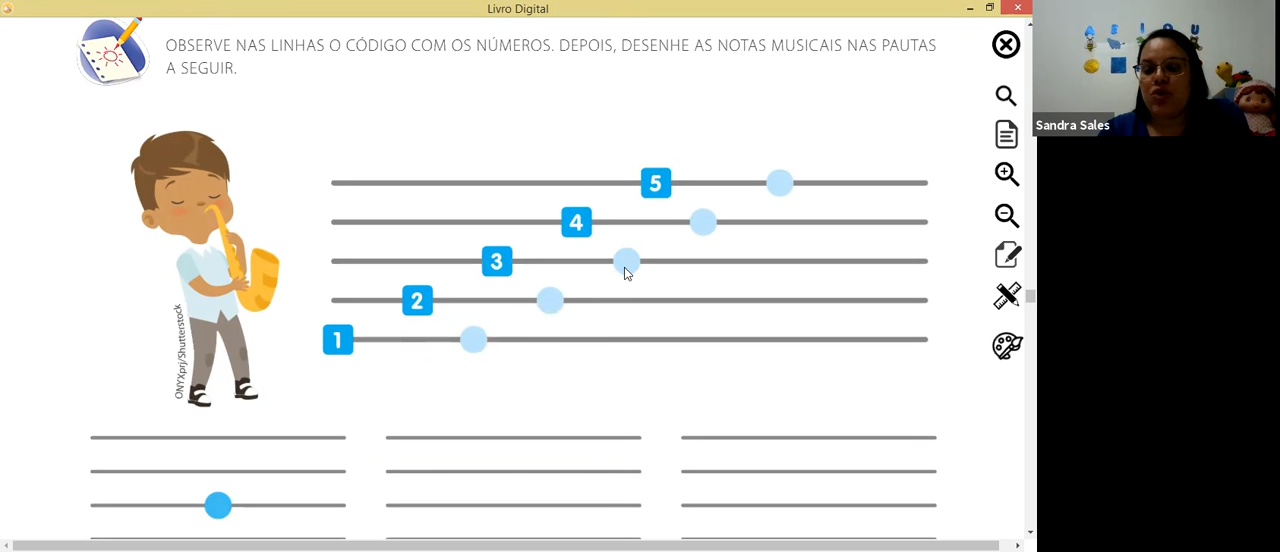 Livro Digital
OBSERVE NAS LINHAS O CÓDIGO COM OS NÚMEROS. DEPOIS, DESENHE AS NOTAS MUSICAIS NAS PAUTAS
A SEGUIR.
Sandra Sales
5
4
3
2
1
ONYXprj/Shutterstock
A E I O U